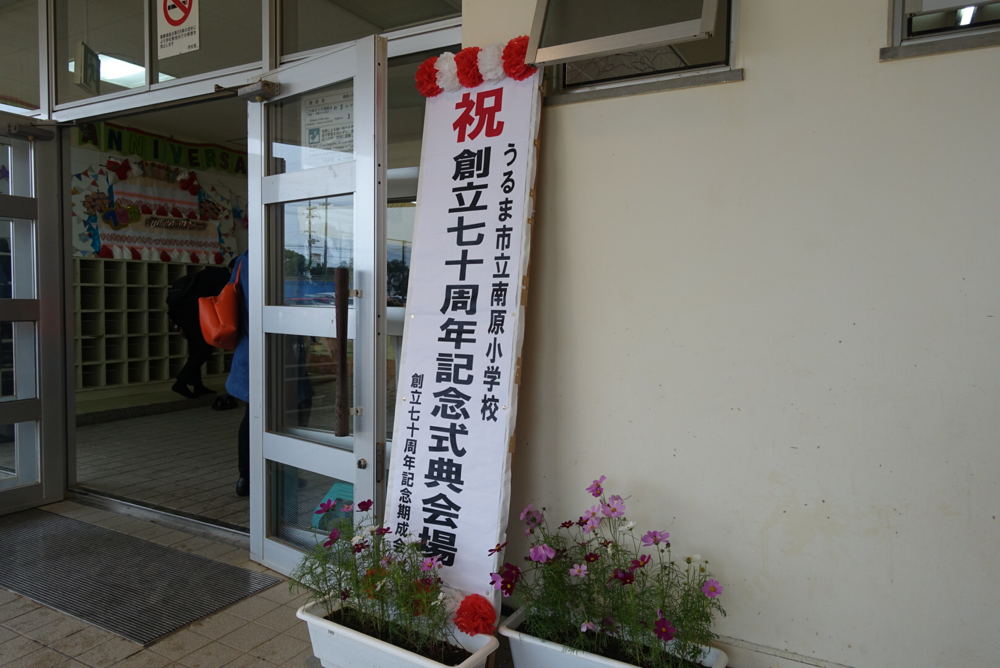 祝
うるま市立南原小学校
創立七十周年記念式典会場
創立七十周年記念期成会
ANNIVERSA